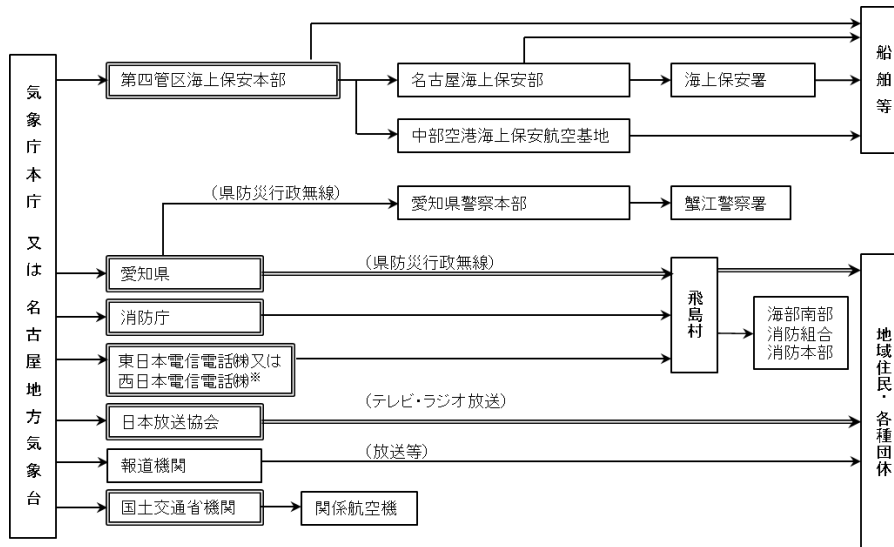 気象庁本庁 又は 名古屋地方気象台
第四管区海上保安本部
名古屋海上保安部
海上保安署
船舶等
中部空港海上保安航空基地
(県防災行政無線)
愛知県警察本部
蟹江警察署
愛知県
(県防災行政無線)
飛島村
地域住民・各種団体
消防庁
海部南部
消防組合
消防本部
東日本電信電話㈱又は
西日本電信電話㈱※
日本放送協会
(テレビ・ラジオ放送)
報道機関
(放送等)
国土交通省機関
関係航空機